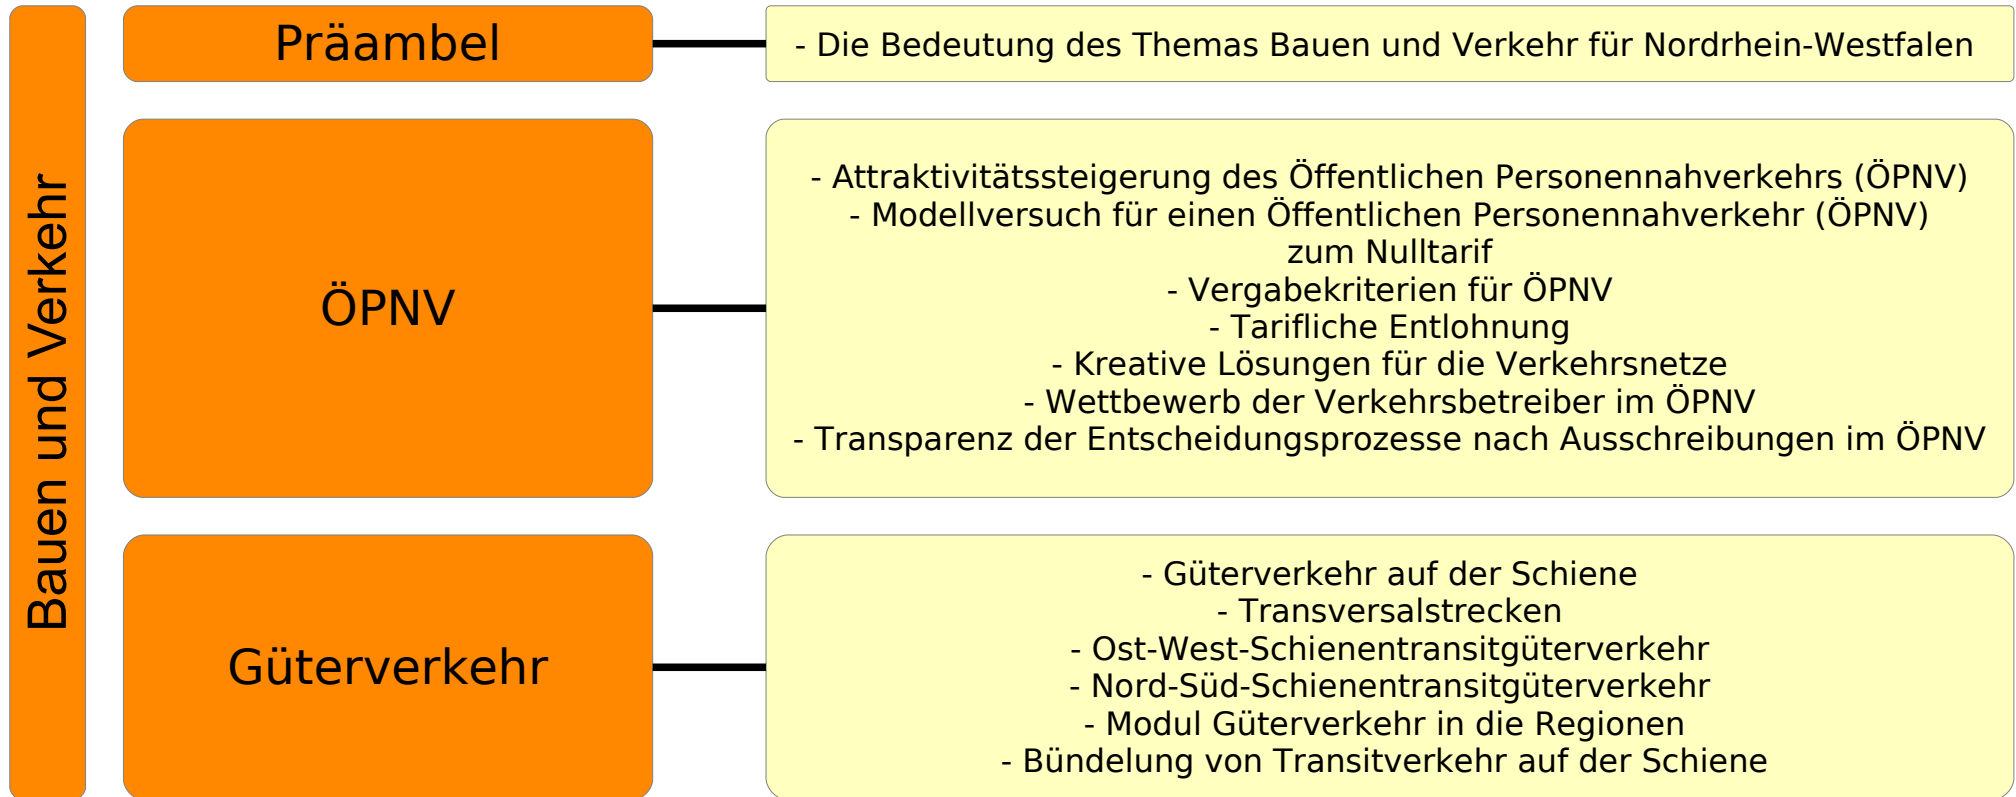 Bauen und Verkehr
Präambel
- Die Bedeutung des Themas Bauen und Verkehr für Nordrhein-Westfalen
ÖPNV
- Attraktivitätssteigerung des Öffentlichen Personennahverkehrs (ÖPNV)
- Modellversuch für einen Öffentlichen Personennahverkehr (ÖPNV)
zum Nulltarif
- Vergabekriterien für ÖPNV
- Tarifliche Entlohnung
- Kreative Lösungen für die Verkehrsnetze
- Wettbewerb der Verkehrsbetreiber im ÖPNV
- Transparenz der Entscheidungsprozesse nach Ausschreibungen im ÖPNV
Güterverkehr
- Güterverkehr auf der Schiene
- Transversalstrecken
- Ost-West-Schienentransitgüterverkehr
- Nord-Süd-Schienentransitgüterverkehr
- Modul Güterverkehr in die Regionen
- Bündelung von Transitverkehr auf der Schiene